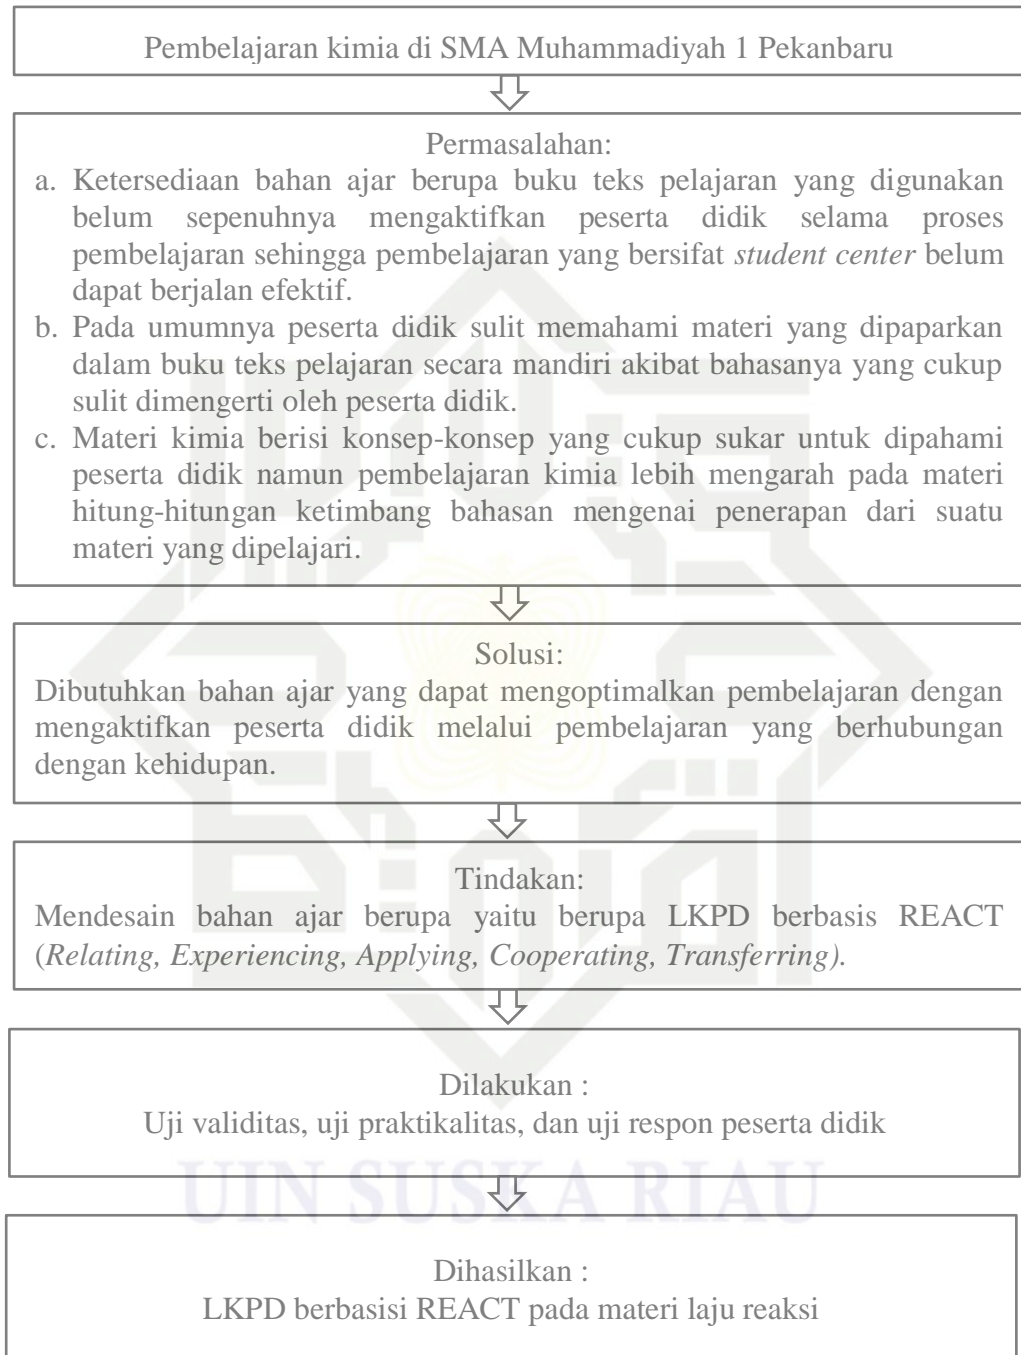 Pembelajaran kimia di SMA Muhammadiyah 1 Pekanbaru
Permasalahan:
a. Ketersediaan bahan ajar berupa buku teks pelajaran yang digunakan
belum sepenuhnya mengaktifkan peserta didik selama proses
pembelajaran sehingga pembelajaran yang bersifat student center belum
dapat berjalan efektif.
b. Pada umumnya peserta didik sulit memahami materi yang dipaparkan
dalam buku teks pelajaran secara mandiri akibat bahasanya yang cukup
sulit dimengerti oleh peserta didik.
c. Materi kimia berisi konsep-konsep yang cukup sukar untuk dipahami
peserta didik namun pembelajaran kimia lebih mengarah pada materi
hitung-hitungan ketimbang bahasan mengenai penerapan dari suatu
materi yang dipelajari.
Solusi:
Dibutuhkan bahan ajar yang dapat mengoptimalkan pembelajaran dengan
mengaktifkan peserta didik melalui pembelajaran yang berhubungan
dengan kehidupan.
Tindakan:
Mendesain bahan ajar berupa yaitu berupa LKPD berbasis REACT
(Relating, Experiencing, Applying, Cooperating, Transferring).
Dilakukan :
Uji validitas, uji praktikalitas, dan uji respon peserta didik
UIN SUSKA RIAU
Dihasilkan :
LKPD berbasisi REACT pada materi laju reaksi